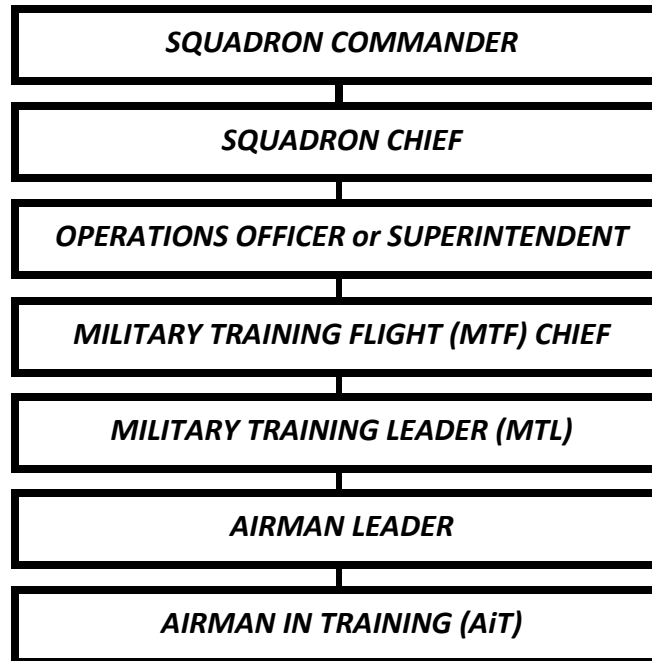 SQUADRON COMMANDER
SQUADRON CHIEF
OPERATIONS OFFICER or SUPERINTENDENT
MILITARY TRAINING FLIGHT (MTF) CHIEF
MILITARY TRAINING LEADER (MTL)
AIRMAN LEADER
AIRMAN IN TRAINING (AiT)